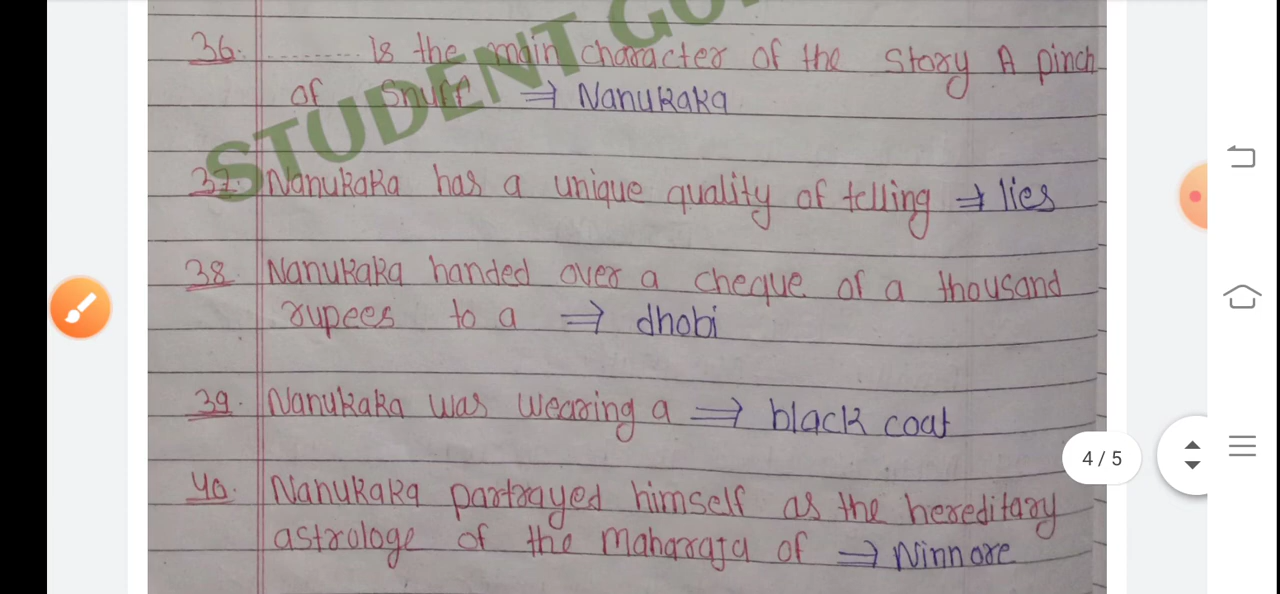 36. ........ is the main character of the story A pinch
of Snuff ⇒ Nanukaka
STUDENT GU
37. Nanukaka has a unique quality of telling ⇒ lies
38. Nanukaka handed over a cheque of a thousand
rupees to a ⇒ dhobi
39. Nanukaka was wearing a ⇒ black coat
4/5
40. Nanukaka partrayed himself as the hereditary
astrologe of the Maharaja of ⇒ Ninnore